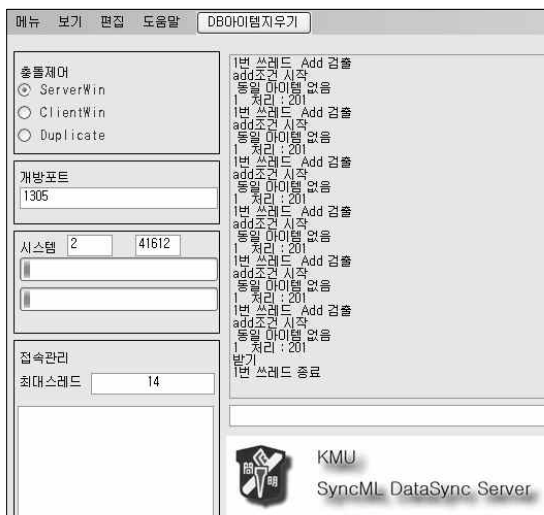 메뉴 보기 편집 도움말 DB아이템지우기
충돌제어
ServerWin
ClientWin
Duplicate
개방포트
1305
시스템 2 41612
접속관리
최대스레드 14
1번 쓰레드 Add 검출
add조건 시작
동일 아이템 없음
1 처리 : 201
1번 쓰레드 Add 검출
add조건 시작
동일 아이템 없음
1 처리 : 201
1번 쓰레드 Add 검출
add조건 시작
동일 아이템 없음
1 처리 : 201
1번 쓰레드 Add 검출
add조건 시작
동일 아이템 없음
1 처리 : 201
1번 쓰레드 Add 검출
add조건 시작
동일 아이템 없음
1 처리 : 201
1번 쓰레드 Add 검출
add조건 시작
동일 아이템 없음
1 처리 : 201
받기
1번 쓰레드 종료
KMU
SyncML DataSync Server